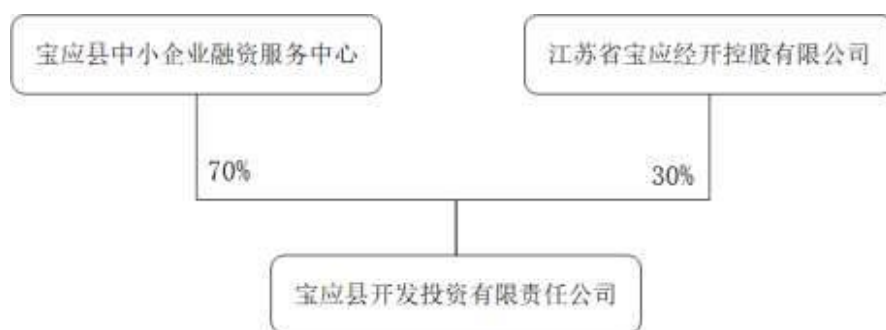 宝应县中小企业融资服务中心
江苏省宝应经开控股有限公司
70%
30%
宝应县开发投资有限责任公司